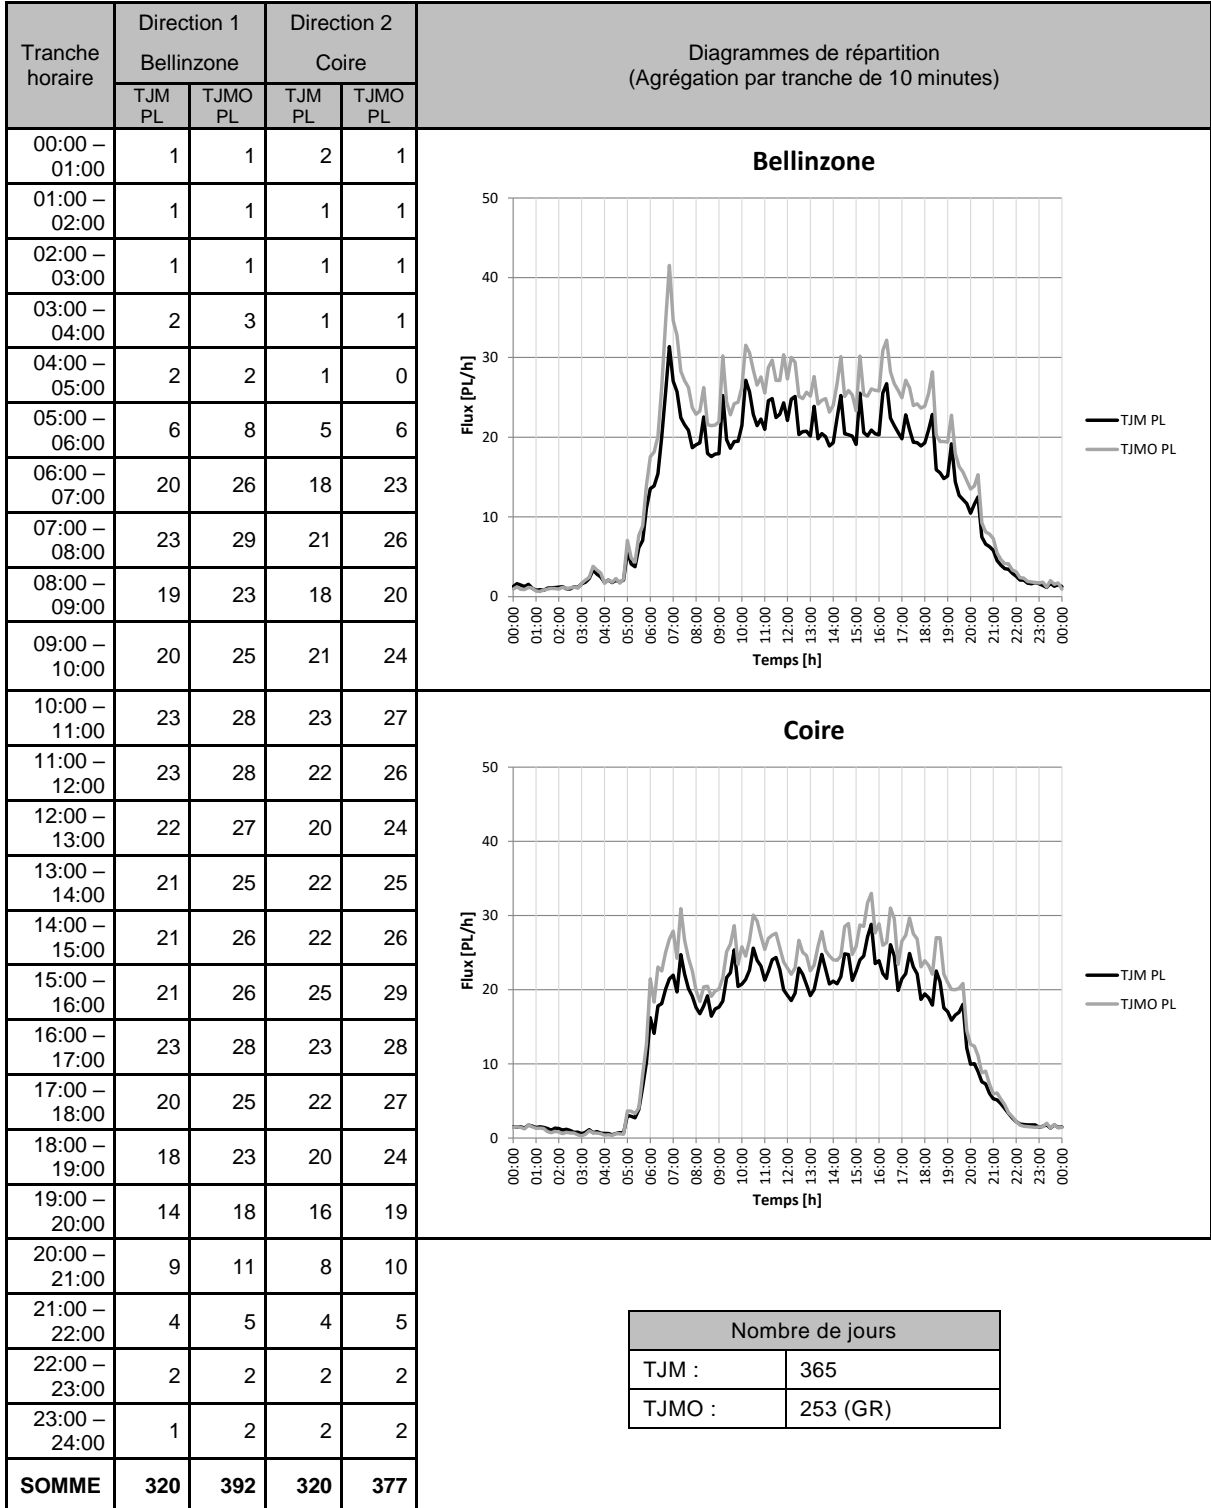 Tranche horaire
Direction 1
Bellinzone
Direction 2
Coire
Diagrammes de répartition
(Agrégation par tranche de 10 minutes)
TJM PL
TJMO PL
TJM PL
TJMO PL
00:00 – 01:00 1 1 2 1
01:00 – 02:00 1 1 1 1
02:00 – 03:00 1 1 1 1
03:00 – 04:00 2 3 1 1
04:00 – 05:00 2 2 1 0
05:00 – 06:00 6 8 5 6
06:00 – 07:00 20 26 18 23
07:00 – 08:00 23 29 21 26
08:00 – 09:00 19 23 18 20
09:00 – 10:00 20 25 21 24
10:00 – 11:00 23 28 23 27
11:00 – 12:00 23 28 22 26
12:00 – 13:00 22 27 20 24
13:00 – 14:00 21 25 22 25
14:00 – 15:00 21 26 22 26
15:00 – 16:00 21 26 25 29
16:00 – 17:00 23 28 23 28
17:00 – 18:00 20 25 22 27
18:00 – 19:00 18 23 20 24
19:00 – 20:00 14 18 16 19
20:00 – 21:00 9 11 8 10
21:00 – 22:00 4 5 4 5
22:00 – 23:00 2 2 2 2
23:00 – 24:00 1 2 2 2
SOMME 320 392 320 377
Bellinzone
50
40
30
20
10
0
Flux [PL/h]
00:00 01:00 02:00 03:00 04:00 05:00 06:00 07:00 08:00 09:00 10:00 11:00 12:00 13:00 14:00 15:00 16:00 17:00 18:00 19:00 20:00 21:00 22:00 23:00 00:00
Temps [h]
TJM PL
TJMO PL
Coire
50
40
30
20
10
0
Flux [PL/h]
00:00 01:00 02:00 03:00 04:00 05:00 06:00 07:00 08:00 09:00 10:00 11:00 12:00 13:00 14:00 15:00 16:00 17:00 18:00 19:00 20:00 21:00 22:00 23:00 00:00
Temps [h]
TJM PL
TJMO PL
Nombre de jours
TJM : 365
TJMO : 253 (GR)